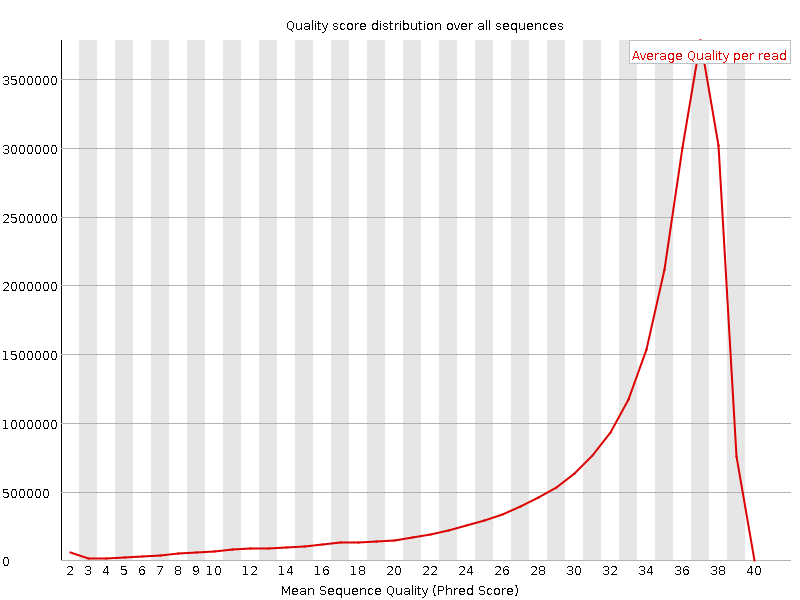 Quality score distribution over all sequences
Average Quality per read
3500000
3000000
2500000
2000000
1500000
1000000
500000
0
2 3 4 5 6 7 8 9 10 12 14 16 18 20 22 24 26 28 30 32 34 36 38 40
Mean Sequence Quality (Phred Score)